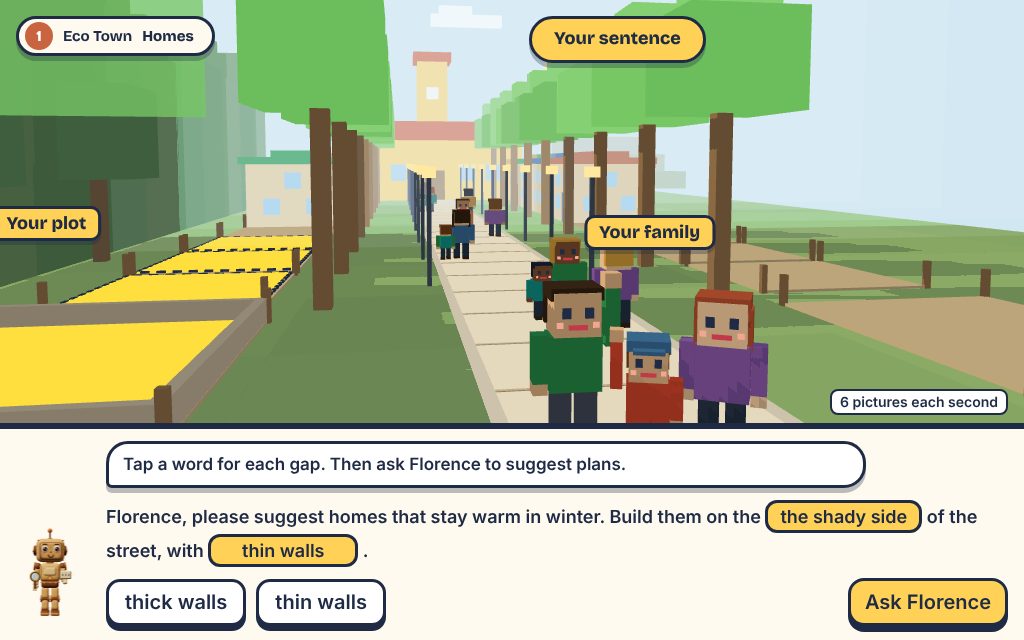 1 Eco Town Homes
Your sentence
Your plot
Your family
6 pictures each second
Tap a word for each gap. Then ask Florence to suggest plans.
Florence, please suggest homes that stay warm in winter. Build them on the the shady side of the
street, with thin walls .
thick walls thin walls Ask Florence